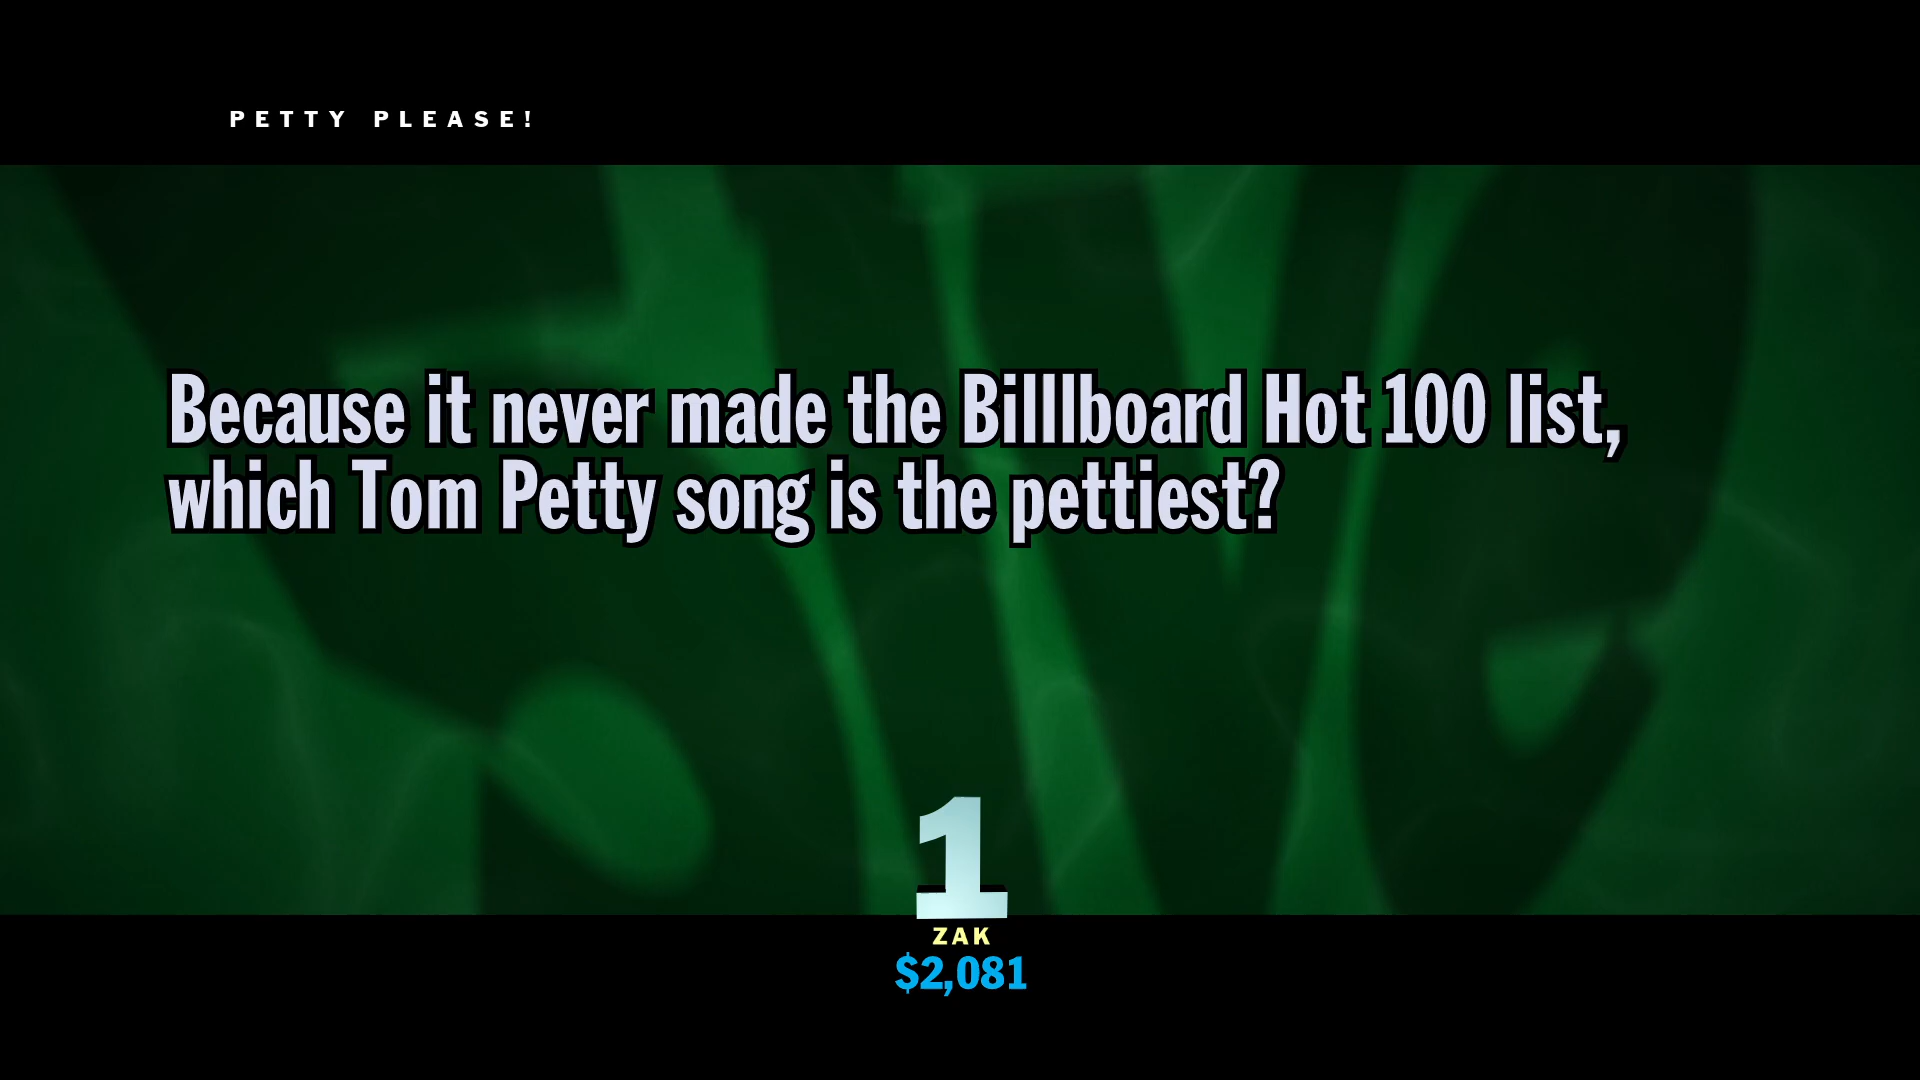 PETTY PLEASE!
Because it never made the Billlboard Hot 100 list,
which Tom Petty song is the pettiest?
1
ZAK
$2,081